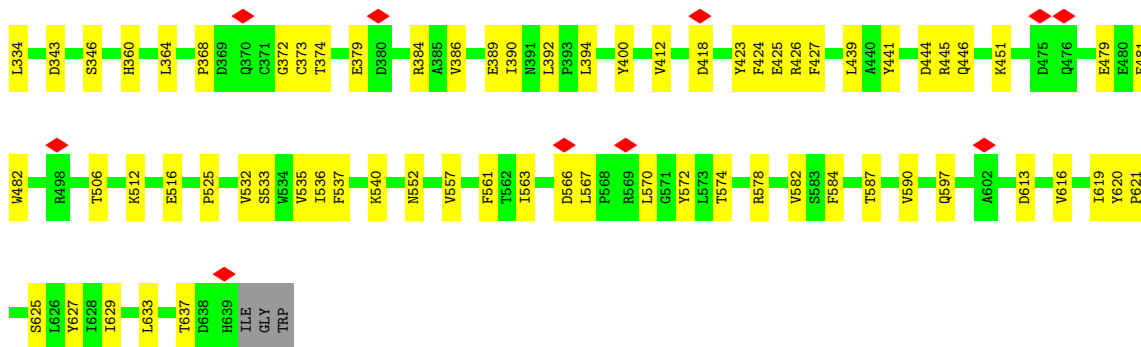 L334 D343 S346 H360 L364 P368 D369 Q370 C371 G372 C373 T374 E379 D380 R384 A385 V386 E389 I390 N391 L392 P393 L394 Y400 V412 D418 Y423 F424 E425 R426 F427 L439 A440 Y441 D444 R445 Q446 K451 D475 Q476 E479 E480
W482 R498 T506 K512 E516 P525 V532 S533 W534 V535 I536 F537 K540 N552 V557 F561 T562 I563 D566 L567 P568 R569 L570 G571 Y572 L573 T574 R578 V582 S583 F584 T587 V590 Q597 A602 D613 V616 I619 Y620 P621
S625 L626 Y627 I628 I629 L633 T637 D638 H639 ILE GLY TRP